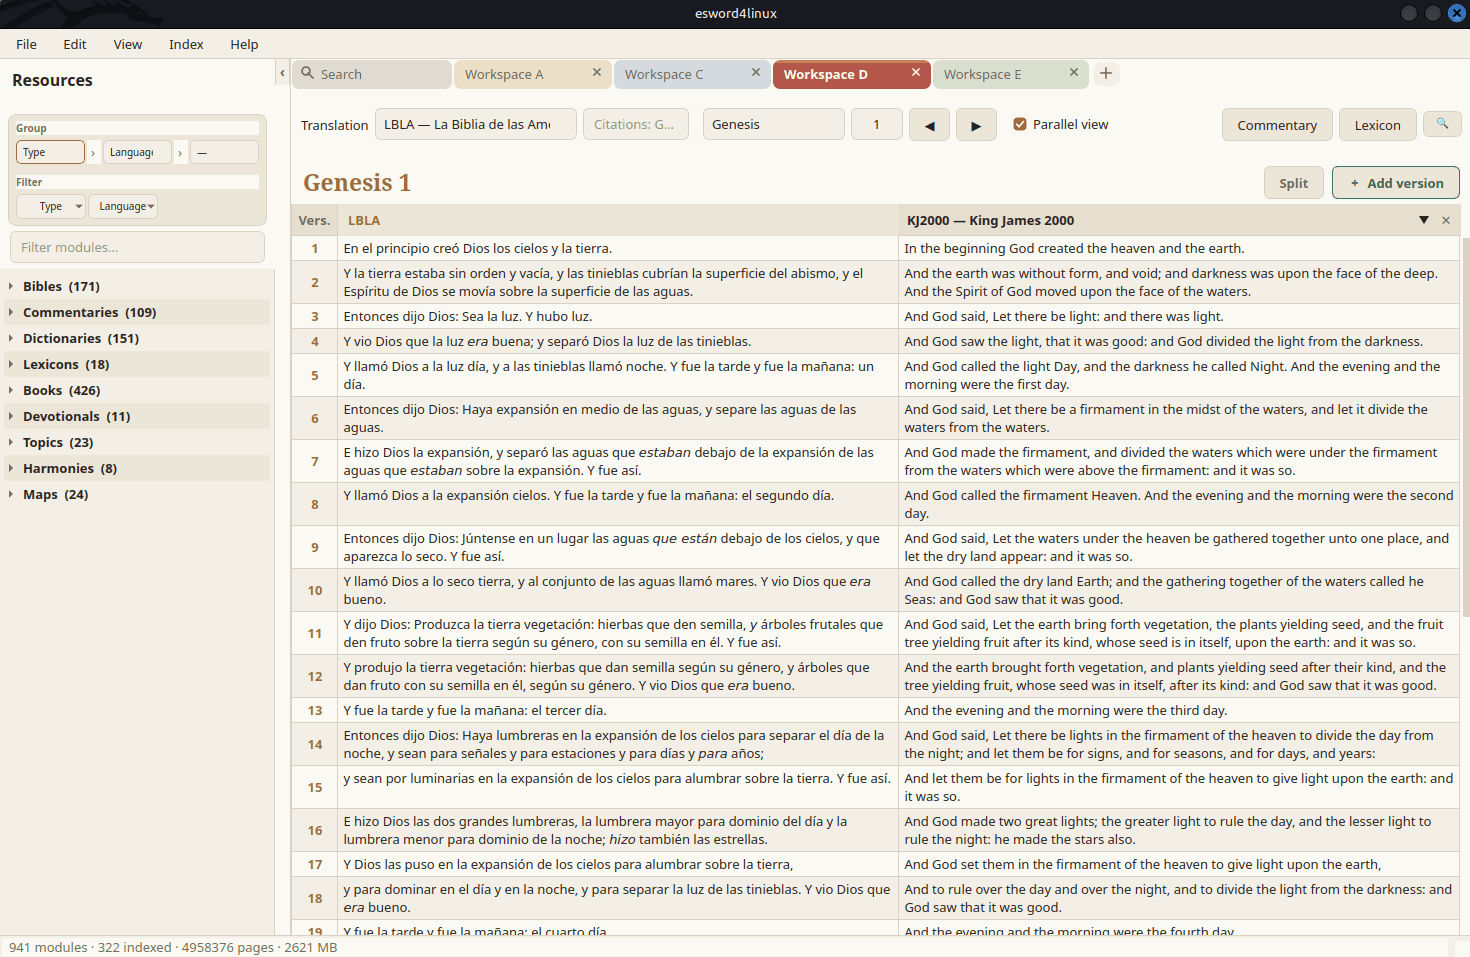 esword4linux
File Edit View Index Help
Resources
Group
Type › Language › —
Filter
Type Language
Filter modules...
Bibles (171)
Commentaries (109)
Dictionaries (151)
Lexicons (18)
Books (426)
Devotionals (11)
Topics (23)
Harmonies (8)
Maps (24)
Search
Workspace A
Workspace C
Workspace D
Workspace E
Translation LBLA — La Biblia de las Citations: G... Genesis 1 Parallel view Commentary Lexicon
Genesis 1
Split + Add version
Vers. LBLA KJ2000 — King James 2000
1 En el principio creó Dios los cielos y la tierra.
In the beginning God created the heaven and the earth.
2 Y la tierra estaba sin orden y vacía, y las tinieblas cubrían la superficie del abismo, y el
Espíritu de Dios se movía sobre la superficie de las aguas.
And the earth was without form, and void; and darkness was upon the face of the deep.
And the Spirit of God moved upon the face of the waters.
3 Entonces dijo Dios: Sea la luz. Y hubo luz.
And God said, Let there be light: and there was light.
4 Y vio Dios que la luz era buena; y separó Dios la luz de las tinieblas.
And God saw the light, that it was good: and God divided the light from the darkness.
5 Y llamó Dios a la luz día, y a las tinieblas llamó noche. Y fue la tarde y fue la mañana: un
día.
And God called the light Day, and the darkness he called Night. And the evening and the
morning were the first day.
6 Entonces dijo Dios: Haya expansión en medio de las aguas, y separe las aguas de las
aguas.
And God said, Let there be a firmament in the midst of the waters, and let it divide the
waters from the waters.
7 E hizo Dios la expansión, y separó las aguas que estaban debajo de la expansión de las
aguas que estaban sobre la expansión. Y fue así.
And God made the firmament, and divided the waters which were under the firmament
from the waters which were above the firmament: and it was so.
8 Y llamó Dios a la expansión cielos. Y fue la tarde y fue la mañana: el segundo día.
And God called the firmament Heaven. And the evening and the morning were the second
day.
9 Entonces dijo Dios: Júntense en un lugar las aguas que están debajo de los cielos, y que
aparezca lo seco. Y fue así.
And God said, Let the waters under the heaven be gathered together unto one place, and
let the dry land appear: and it was so.
10 Y llamó Dios a lo seco tierra, y al conjunto de las aguas llamó mares. Y vio Dios que era
bueno.
And God called the dry land Earth; and the gathering together of the waters called he
Seas: and God saw that it was good.
11 Y dijo Dios: Produzca la tierra vegetación: hierbas que den semilla, y árboles frutales que
den fruto sobre la tierra según su género, con su semilla en él. Y fue así.
And God said, Let the earth bring forth vegetation, the plants yielding seed, and the fruit
tree yielding fruit after its kind, whose seed is in itself, upon the earth: and it was so.
12 Y produjo la tierra vegetación: hierbas que dan semilla según su género, y árboles que
dan fruto con su semilla en él, según su género. Y vio Dios que era bueno.
And the earth brought forth vegetation, and plants yielding seed after their kind, and the
tree yielding fruit, whose seed was in itself, after its kind: and God saw that it was good.
13 Y fue la tarde y fue la mañana: el tercer día.
And the evening and the morning were the third day.
14 Entonces dijo Dios: Haya lumbreras en la expansión de los cielos para separar el día de la
noche, y sean para señales y para estaciones y para días y para años;
And God said, Let there be lights in the firmament of the heaven to divide the day from
the night; and let them be for signs, and for seasons, and for days, and years:
15 y sean por luminarias en la expansión de los cielos para alumbrar sobre la tierra. Y fue así.
And let them be for lights in the firmament of the heaven to give light upon the earth: and
it was so.
16 E hizo Dios las dos grandes lumbreras, la lumbrera mayor para dominio del día y la
lumbrera menor para dominio de la noche; hizo también las estrellas.
And God made two great lights; the greater light to rule the day, and the lesser light to
rule the night: he made the stars also.
17 Y Dios las puso en la expansión de los cielos para alumbrar sobre la tierra,
And God set them in the firmament of the heaven to give light upon the earth,
18 y para dominar en el día y en la noche, y para separar la luz de las tinieblas. Y vio Dios que
era bueno.
And to rule over the day and over the night, and to divide the light from the darkness: and
God saw that it was good.
19 Y fue la tarde y fue la mañana: el cuarto día.
And the evening and the morning were the fourth day.
941 modules · 322 indexed · 4958376 pages · 2621 MB